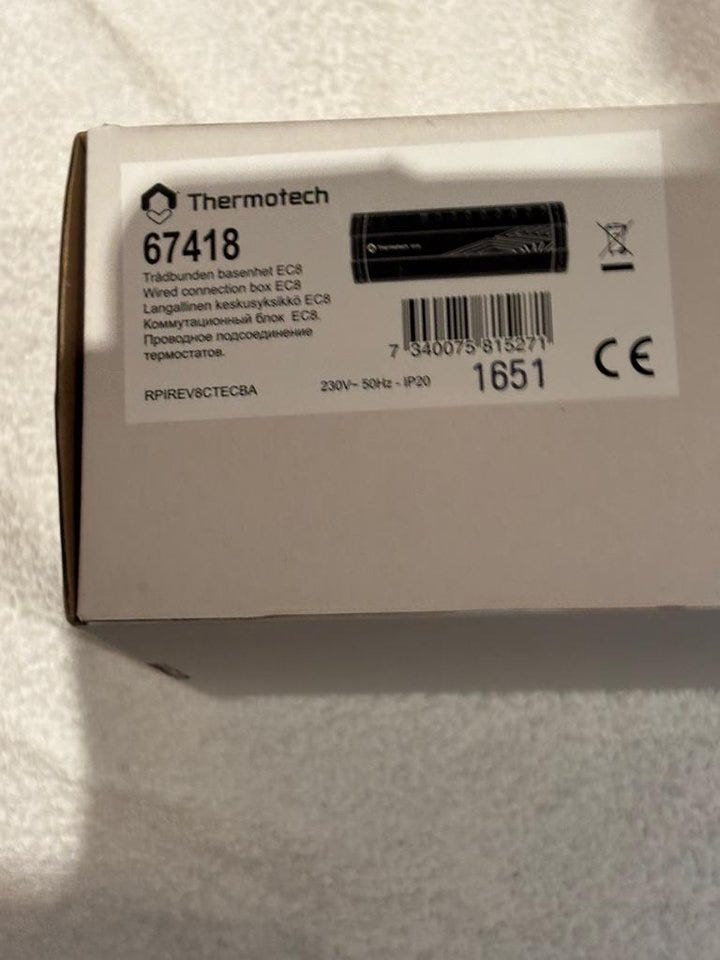 Thermotech
67418
Trådbunden basenhet EC8
Wired connection box EC8
Langallinen keskusyksikkö EC8
Коммутационный блок EC8.
Проводное подсоединение
термостатов.
7 340075 815271
RPIREV8CTECBA
230V~ 50Hz - IP20
1651
CE
Thermotech